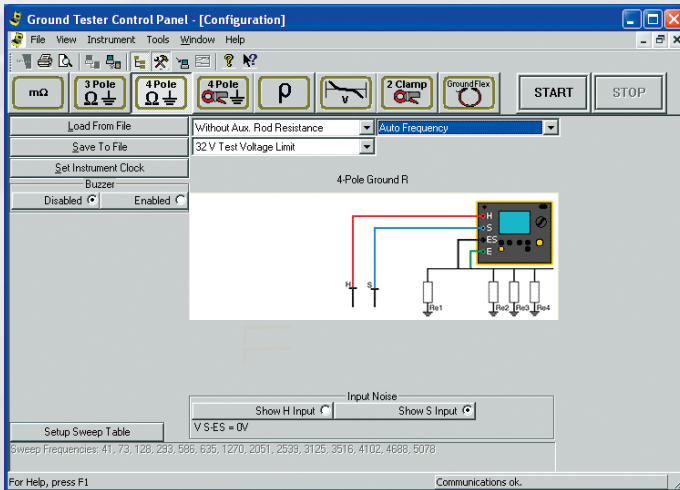 Ground Tester Control Panel - [Configuration]
File View Instrument Tools Window Help
mΩ
3 Pole
Ω
4 Pole
Ω
4 Pole
ρ
V
2 Clamp
GroundFlex
Ω
START
STOP
Load From File
Without Aux. Rod Resistance
Auto Frequency
Save To File
32 V Test Voltage Limit
Set Instrument Clock
Buzzer
Disabled Enabled
4-Pole Ground R
H
S
ES
E
H S
Re1 Re2 Re3 Re4
Input Noise
Show H Input Show S Input
V S-ES = 0V
Setup Sweep Table
Sweep Frequencies: 41, 73, 128, 293, 586, 635, 1270, 2051, 2539, 3125, 3516, 4102, 4688, 5078
For Help, press F1
Communications ok.